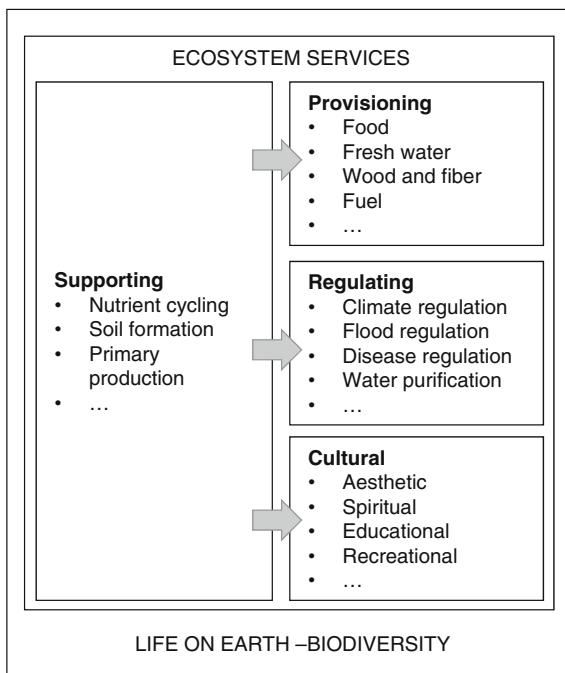 ECOSYSTEM SERVICES
Supporting
• Nutrient cycling
• Soil formation
• Primary
production
• …
Provisioning
• Food
• Fresh water
• Wood and fiber
• Fuel
• …
Regulating
• Climate regulation
• Flood regulation
• Disease regulation
• Water purification
• …
Cultural
• Aesthetic
• Spiritual
• Educational
• Recreational
• …
LIFE ON EARTH –BIODIVERSITY